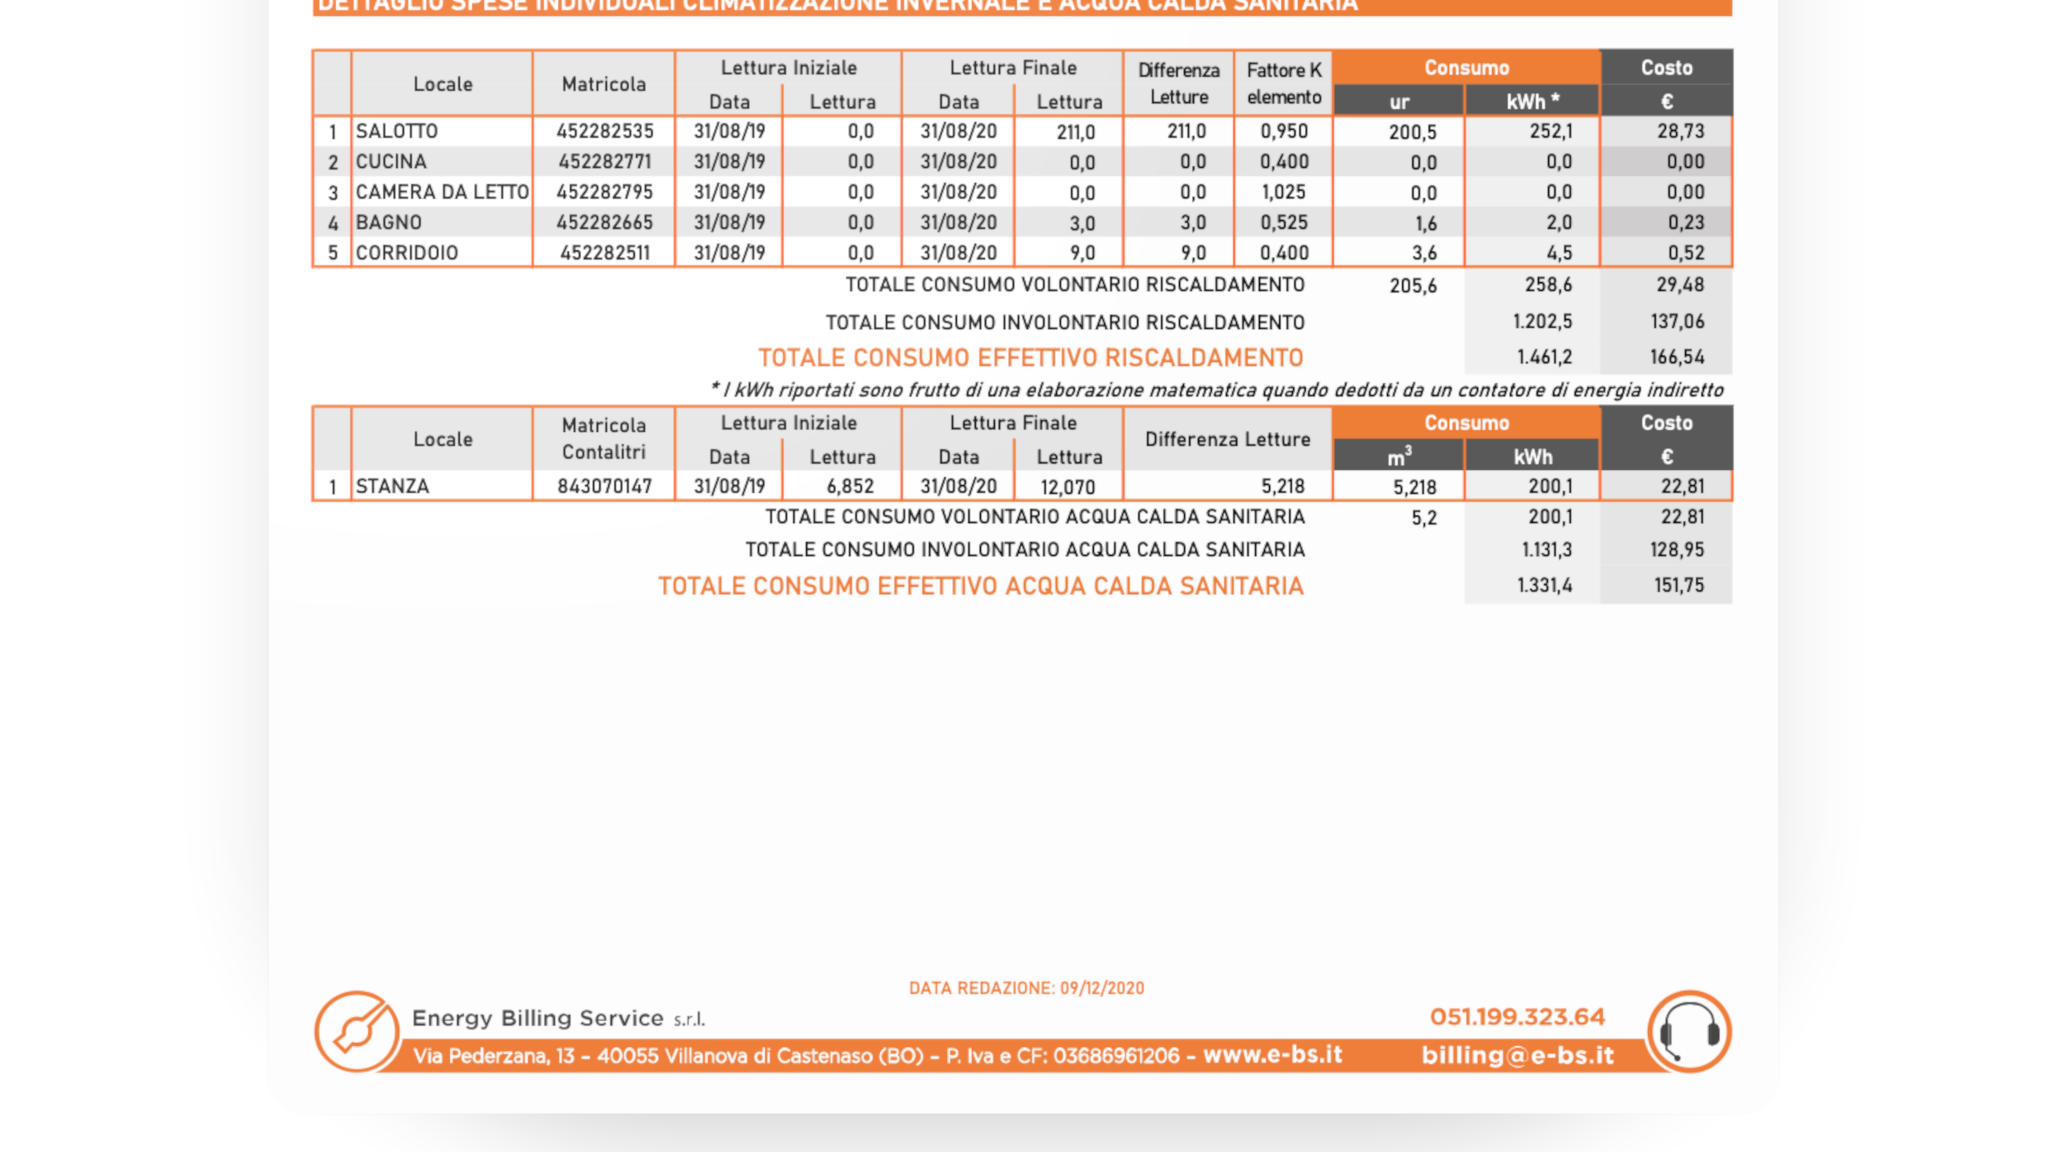 DETTAGLIO SPESE INDIVIDUALI CLIMATIZZAZIONE INVERNALE E ACQUA CALDA SANITARIA
Locale Matricola Lettura Iniziale Lettura Finale Differenza Letture Fattore K elemento Consumo Costo
Data Lettura Data Lettura ur kWh * €
1 SALOTTO 452282535 31/08/19 0,0 31/08/20 211,0 211,0 0,950 200,5 252,1 28,73
2 CUCINA 452282771 31/08/19 0,0 31/08/20 0,0 0,0 0,400 0,0 0,0 0,00
3 CAMERA DA LETTO 452282795 31/08/19 0,0 31/08/20 0,0 0,0 1,025 0,0 0,0 0,00
4 BAGNO 452282665 31/08/19 0,0 31/08/20 3,0 3,0 0,525 1,6 2,0 0,23
5 CORRIDOIO 452282511 31/08/19 0,0 31/08/20 9,0 9,0 0,400 3,6 4,5 0,52
TOTALE CONSUMO VOLONTARIO RISCALDAMENTO 205,6 258,6 29,48
TOTALE CONSUMO INVOLONTARIO RISCALDAMENTO 1.202,5 137,06
TOTALE CONSUMO EFFETTIVO RISCALDAMENTO 1.461,2 166,54
* I kWh riportati sono frutto di una elaborazione matematica quando dedotti da un contatore di energia indiretto
Locale Matricola Contalitri Lettura Iniziale Lettura Finale Differenza Letture Consumo Costo
Data Lettura Data Lettura m³ kWh €
1 STANZA 843070147 31/08/19 6,852 31/08/20 12,070 5,218 5,218 200,1 22,81
TOTALE CONSUMO VOLONTARIO ACQUA CALDA SANITARIA 5,2 200,1 22,81
TOTALE CONSUMO INVOLONTARIO ACQUA CALDA SANITARIA 1.131,3 128,95
TOTALE CONSUMO EFFETTIVO ACQUA CALDA SANITARIA 1.331,4 151,75
DATA REDAZIONE: 09/12/2020
Energy Billing Service s.r.l. 051.199.323.64
Via Pederzana, 13 – 40055 Villanova di Castenaso (BO) – P. Iva e CF: 03686961206 – www.e-bs.it billing@e-bs.it